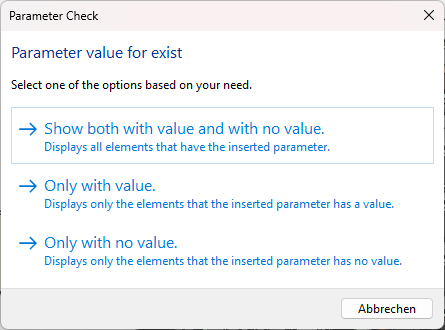 Parameter Check
Parameter value for exist
Select one of the options based on your need.
Show both with value and with no value.
Displays all elements that have the inserted parameter.
Only with value.
Displays only the elements that the inserted parameter has a value.
Only with no value.
Displays only the elements that the inserted parameter has no value.
Abbrechen